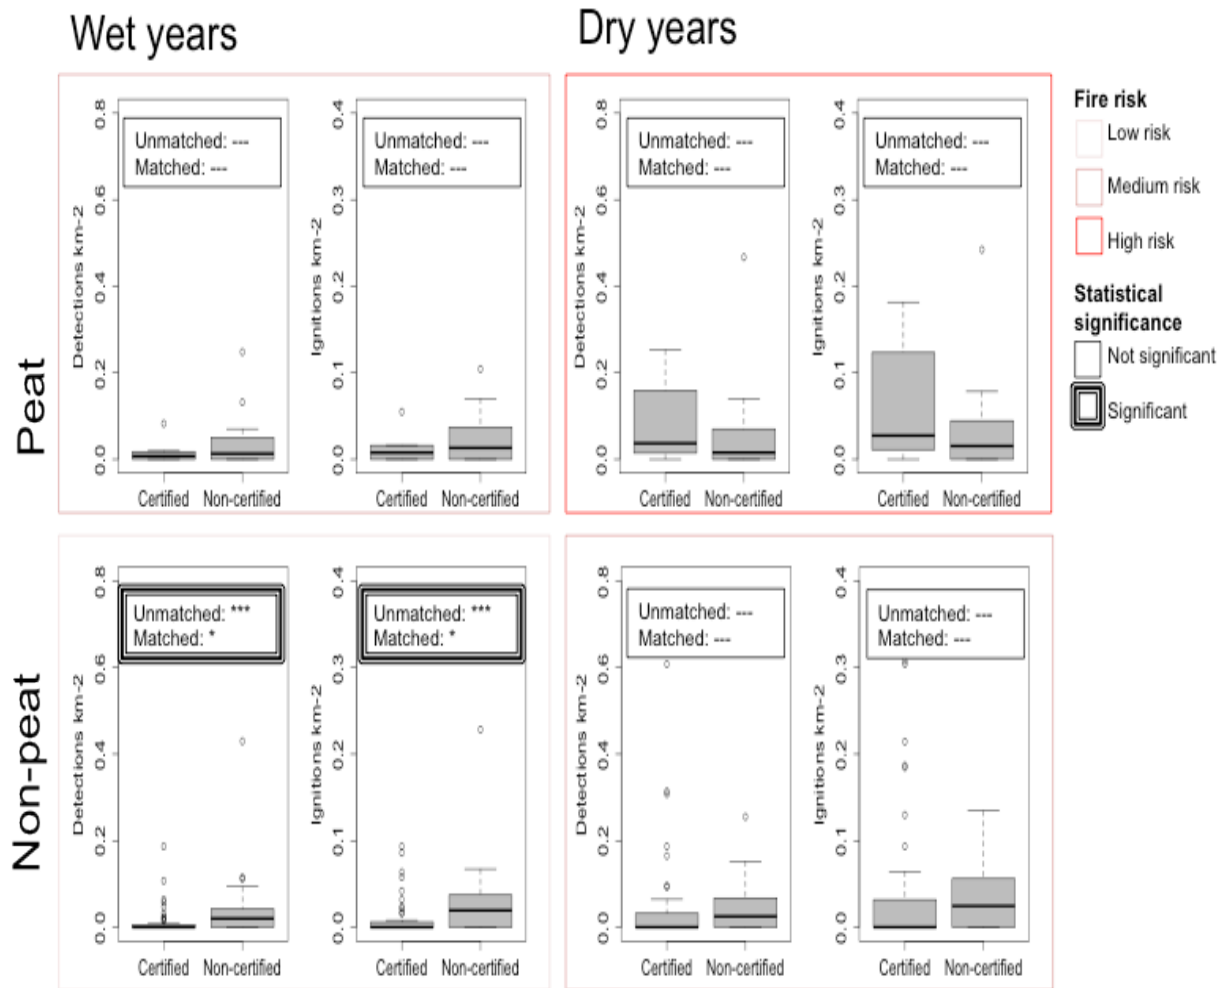 Wet years
Dry years
Peat
Non-peat
Detections km-2
0.0
0.2
0.4
0.6
0.8
Unmatched: ---
Matched: ---
Certified Non-certified
Ignitions km-2
0.0
0.1
0.2
0.3
0.4
Unmatched: ---
Matched: ---
Certified Non-certified
Detections km-2
0.0
0.2
0.4
0.6
0.8
Unmatched: ---
Matched: ---
Certified Non-certified
Ignitions km-2
0.0
0.1
0.2
0.3
0.4
Unmatched: ---
Matched: ---
Certified Non-certified
Fire risk
Low risk
Medium risk
High risk
Statistical
significance
Not significant
Significant
Detections km-2
0.0
0.2
0.4
0.6
0.8
Unmatched: ***
Matched: *
Certified Non-certified
Ignitions km-2
0.0
0.1
0.2
0.3
0.4
Unmatched: ***
Matched: *
Certified Non-certified
Detections km-2
0.0
0.2
0.4
0.6
0.8
Unmatched: ---
Matched: ---
Certified Non-certified
Ignitions km-2
0.0
0.1
0.2
0.3
0.4
Unmatched: ---
Matched: ---
Certified Non-certified